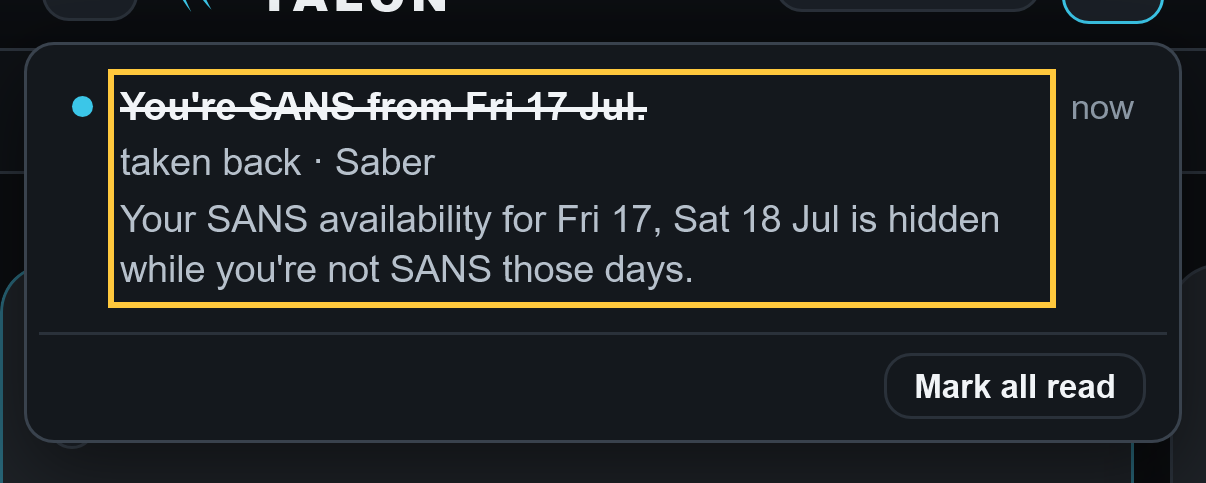 TALON
You're SANS from Fri 17 Jul.
now
taken back · Saber
Your SANS availability for Fri 17, Sat 18 Jul is hidden
while you're not SANS those days.
Mark all read